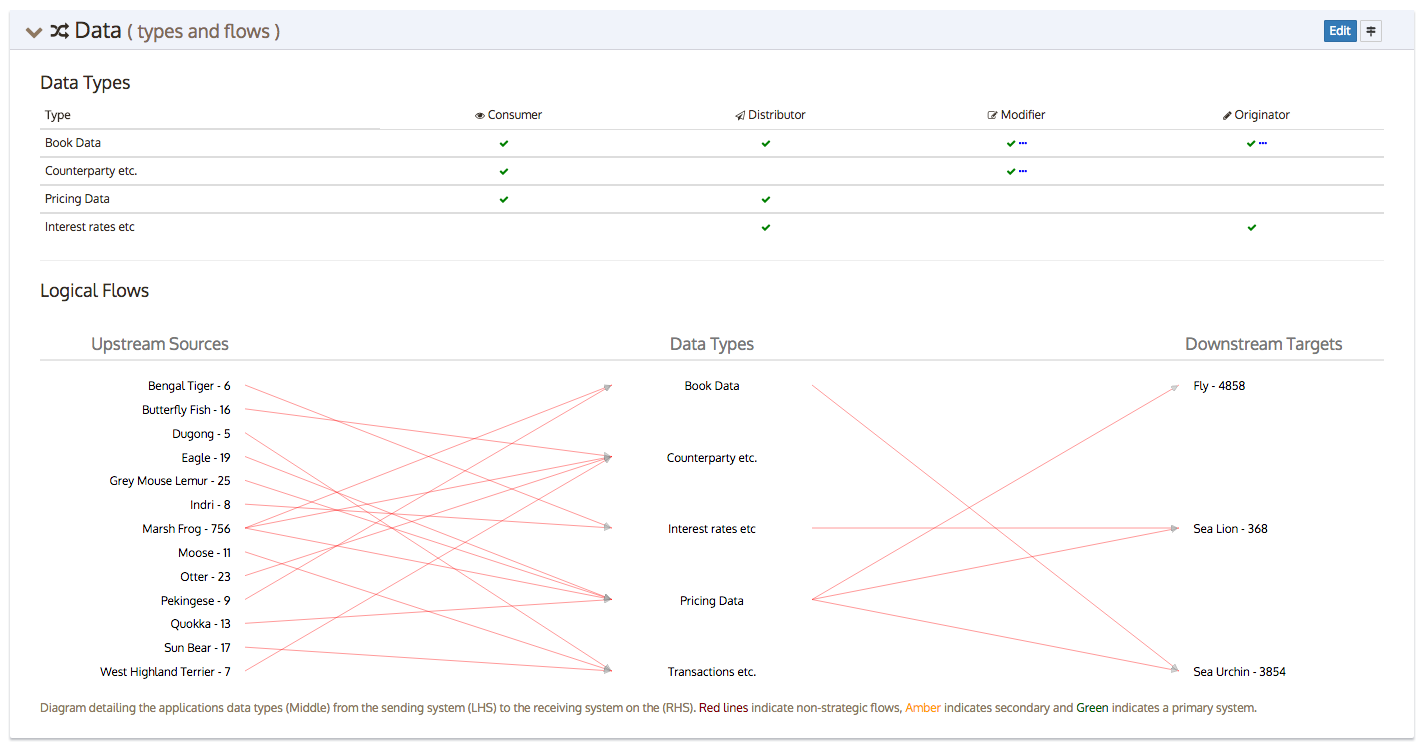 Data ( types and flows )
Edit
Data Types
Type Consumer Distributor Modifier Originator
Book Data
Counterparty etc.
Pricing Data
Interest rates etc
Logical Flows
Upstream Sources Data Types Downstream Targets
Bengal Tiger - 6 Book Data Fly - 4858
Butterfly Fish - 16
Dugong - 5
Eagle - 19 Counterparty etc.
Grey Mouse Lemur - 25
Indri - 8
Marsh Frog - 756 Interest rates etc Sea Lion - 368
Moose - 11
Otter - 23
Pekingese - 9 Pricing Data
Quokka - 13
Sun Bear - 17
West Highland Terrier - 7 Transactions etc. Sea Urchin - 3854
Diagram detailing the applications data types (Middle) from the sending system (LHS) to the receiving system on the (RHS). Red lines indicate non-strategic flows, Amber indicates secondary and Green indicates a primary system.